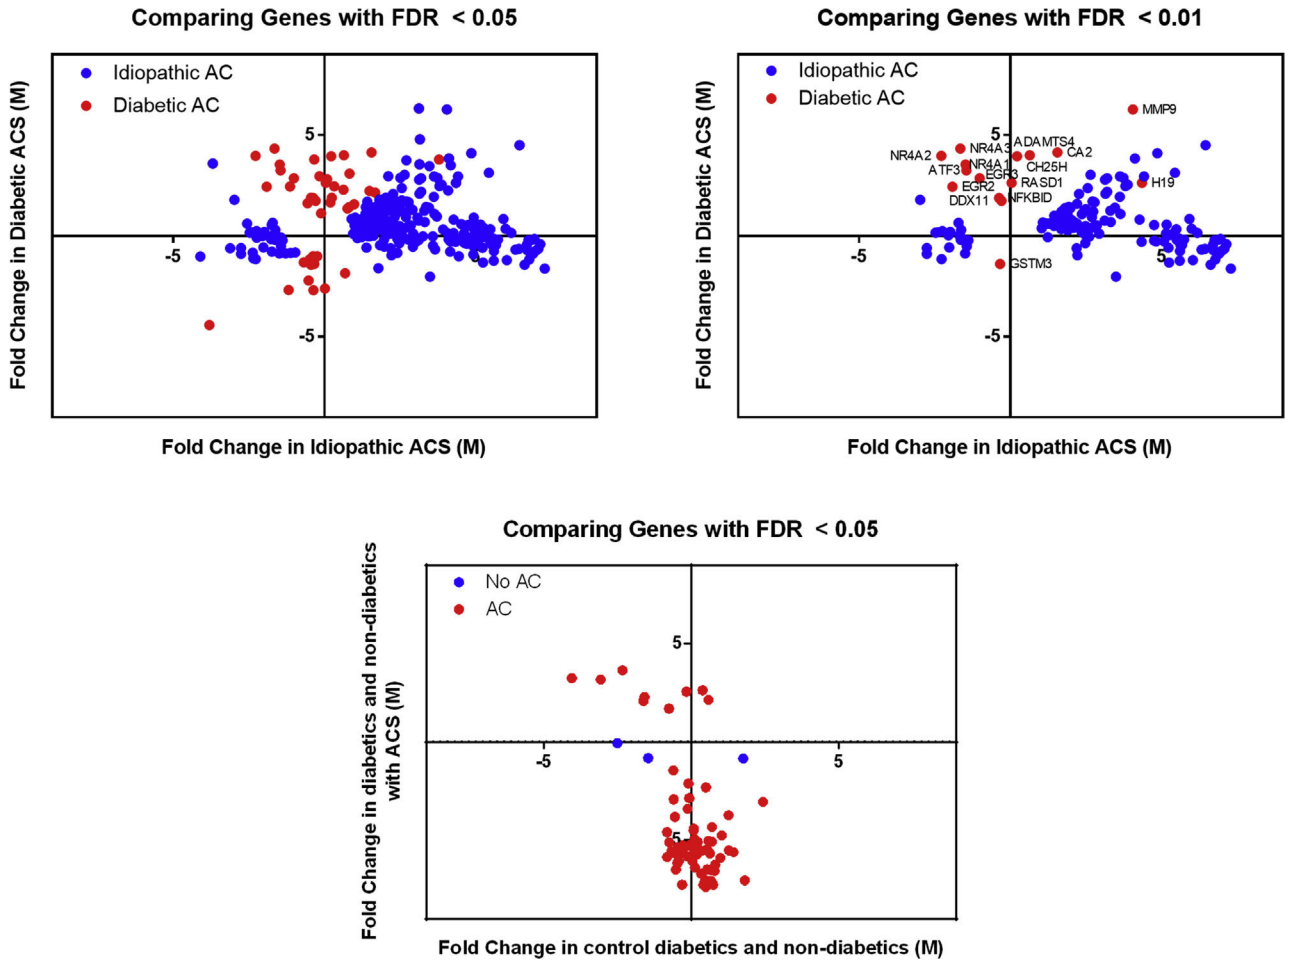 Comparing Genes with FDR < 0.05
Idiopathic AC
Diabetic AC
5
-5
5
-5
Fold Change in Diabetic ACS (M)
Fold Change in Idiopathic ACS (M)
Comparing Genes with FDR < 0.01
Idiopathic AC
Diabetic AC
MMP9
5
NR4A2
NR4A3
ADAMTS4
CA2
ATF3
NR4A1
CH25H
EGR3
EGR2
RASD1
H19
DDX11
NFKBID
-5
5
GSTM3
-5
Fold Change in Diabetic ACS (M)
Fold Change in Idiopathic ACS (M)
Comparing Genes with FDR < 0.05
No AC
AC
5
-5
5
-5
Fold Change in diabetics and non-diabetics
with ACS (M)
Fold Change in control diabetics and non-diabetics (M)